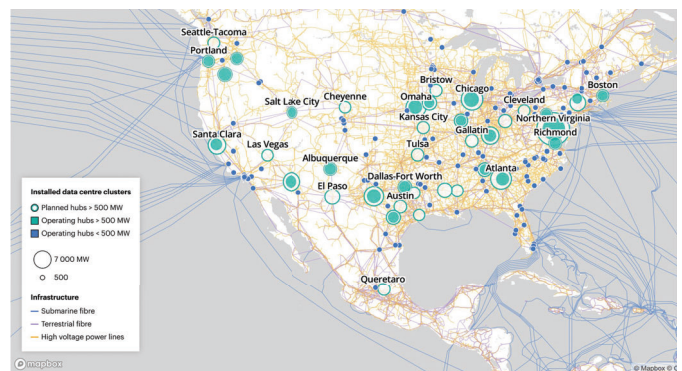 Seattle-Tacoma
Portland
Bristow
Boston
Cheyenne
Omaha
Chicago
Cleveland
Salt Lake City
Kansas City
Northern Virginia
Gallatin
Richmond
Santa Clara
Las Vegas
Tulsa
Albuquerque
Atlanta
El Paso
Dallas-Fort Worth
Austin
Queretaro
Installed data centre clusters
Planned hubs > 500 MW
Operating hubs > 500 MW
Operating hubs < 500 MW
7 000 MW
500
Infrastructure
Submarine fibre
Terrestrial fibre
High voltage power lines
mapbox
© Mapbox © O